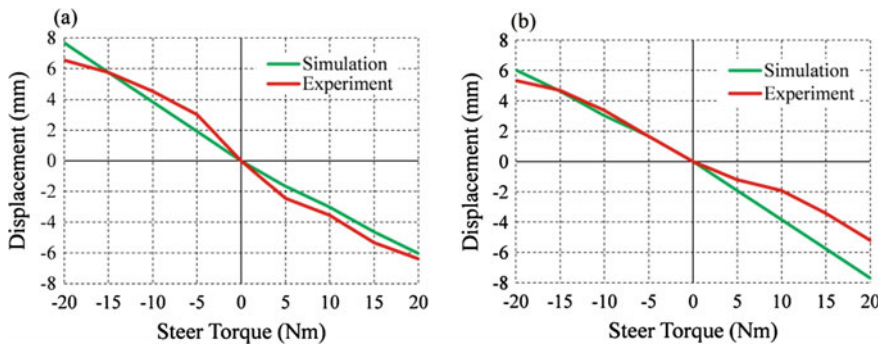 (a)
8
6
4
2
0
-2
-4
-6
-8
Displacement (mm)
Simulation
Experiment
-20 -15 -10 -5 0 5 10 15 20
Steer Torque (Nm)
(b)
8
6
4
2
0
-2
-4
-6
-8
Displacement (mm)
Simulation
Experiment
-20 -15 -10 -5 0 5 10 15 20
Steer Torque (Nm)